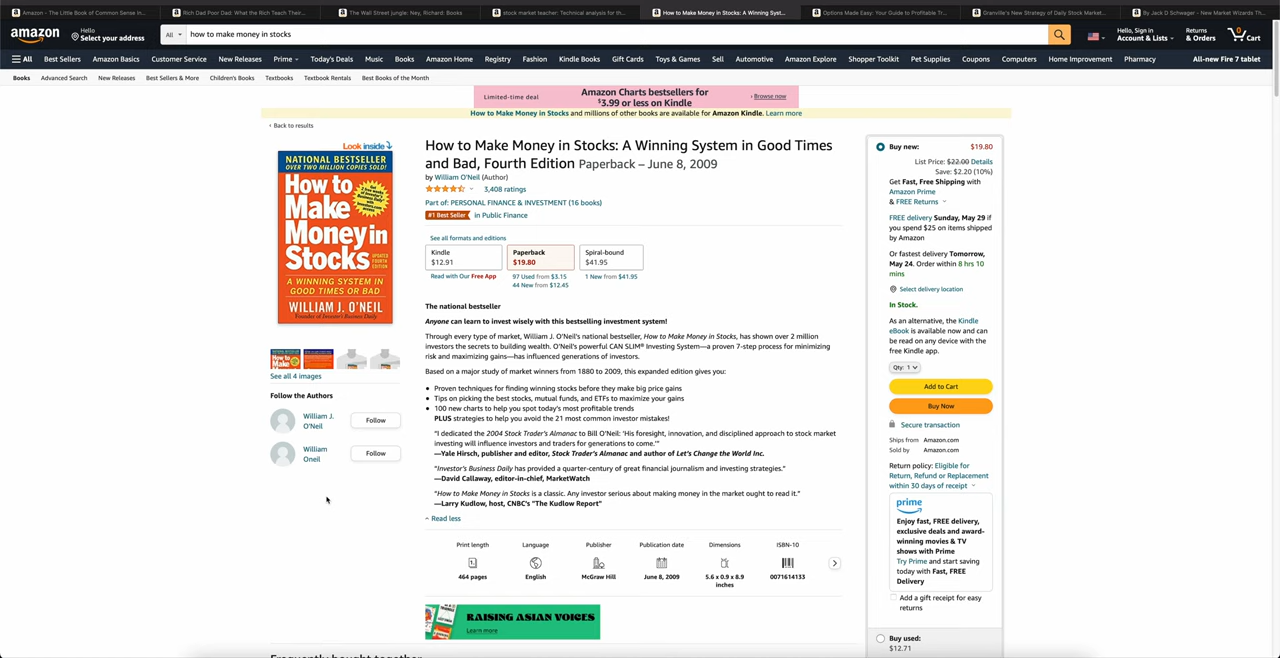 Amazon - The Little Book of Common Sense in...
Rich Dad Poor Dad: What the Rich Teach Their...
The Wall Street Jungle: Ney, Richard: Books
stock market teacher: Technical analysis for th...
How to Make Money in Stocks: A Winning Syst...
Options Made Easy: Your Guide to Profitable Tr...
Granville's New Strategy of Daily Stock Market...
By Jack D Schwager - New Market Wizards Th...
amazon
Hello
Select your address
All
how to make money in stocks
Hello, Sign in
Account & Lists
Returns
& Orders
0
Cart
All
Best Sellers
Amazon Basics
Customer Service
New Releases
Prime
Today's Deals
Music
Books
Amazon Home
Registry
Fashion
Kindle Books
Gift Cards
Toys & Games
Sell
Automotive
Amazon Explore
Shopper Toolkit
Pet Supplies
Coupons
Computers
Home Improvement
Pharmacy
All-new Fire 7 tablet
Books
Advanced Search
New Releases
Best Sellers & More
Children's Books
Textbooks
Textbook Rentals
Best Books of the Month
Limited-time deal
Amazon Charts bestsellers for
$3.99 or less on Kindle
› Browse now
How to Make Money in Stocks and millions of other books are available for Amazon Kindle. Learn more
‹ Back to results
Look inside
NATIONAL BESTSELLER
OVER TWO MILLION COPIES SOLD!
How to
Make
Money in
Stocks
UPDATED
FOURTH
EDITION
A WINNING SYSTEM IN
GOOD TIMES OR BAD
WILLIAM J. O'NEIL
Founder of Investor's Business Daily
See all 4 images
Follow the Authors
William J.
O'Neil
Follow
William
Oneil
Follow
How to Make Money in Stocks: A Winning System in Good Times
and Bad, Fourth Edition Paperback – June 8, 2009
by William O'Neil (Author)
3,408 ratings
Part of: PERSONAL FINANCE & INVESTMENT (16 books)
#1 Best Seller in Public Finance
See all formats and editions
Kindle
$12.91
Read with Our Free App
Paperback
$19.80
97 Used from $3.15
44 New from $12.45
Spiral-bound
$41.95
1 New from $41.95
The national bestseller
Anyone can learn to invest wisely with this bestselling investment system!
Through every type of market, William J. O'Neil's national bestseller, How to Make Money in Stocks, has shown over 2 million
investors the secrets to building wealth. O'Neil's powerful CAN SLIM® Investing System—a proven 7-step process for minimizing
risk and maximizing gains—has influenced generations of investors.
Based on a major study of market winners from 1880 to 2009, this expanded edition gives you:
• Proven techniques for finding winning stocks before they make big price gains
• Tips on picking the best stocks, mutual funds, and ETFs to maximize your gains
• 100 new charts to help you spot today's most profitable trends
PLUS strategies to help you avoid the 21 most common investor mistakes!
"I dedicated the 2004 Stock Trader's Almanac to Bill O'Neil: 'His foresight, innovation, and disciplined approach to stock market
investing will influence investors and traders for generations to come.'"
—Yale Hirsch, publisher and editor, Stock Trader's Almanac and author of Let's Change the World Inc.
"Investor's Business Daily has provided a quarter-century of great financial journalism and investing strategies."
—David Callaway, editor-in-chief, MarketWatch
"How to Make Money in Stocks is a classic. Any investor serious about making money in the market ought to read it."
—Larry Kudlow, host, CNBC's "The Kudlow Report"
Read less
Print length
464 pages
Language
English
Publisher
McGraw Hill
Publication date
June 8, 2009
Dimensions
5.6 x 0.9 x 8.9
inches
ISBN-10
0071614133
RAISING ASIAN VOICES
Learn more
Buy new:
$19.80
List Price: $22.00 Details
Save: $2.20 (10%)
Get Fast, Free Shipping with
Amazon Prime
& FREE Returns
FREE delivery Sunday, May 29 if
you spend $25 on items shipped
by Amazon
Or fastest delivery Tomorrow,
May 24. Order within 8 hrs 10
mins
Select delivery location
In Stock.
As an alternative, the Kindle
eBook is available now and can
be read on any device with the
free Kindle app.
Qty: 1
Add to Cart
Buy Now
Secure transaction
Ships from Amazon.com
Sold by Amazon.com
Return policy: Eligible for
Return, Refund or Replacement
within 30 days of receipt
prime
Enjoy fast, FREE delivery,
exclusive deals and award-
winning movies & TV
shows with Prime
Try Prime and start saving
today with Fast, FREE
Delivery
Add a gift receipt for easy
returns
Buy used:
$12.71
Frequently bought together